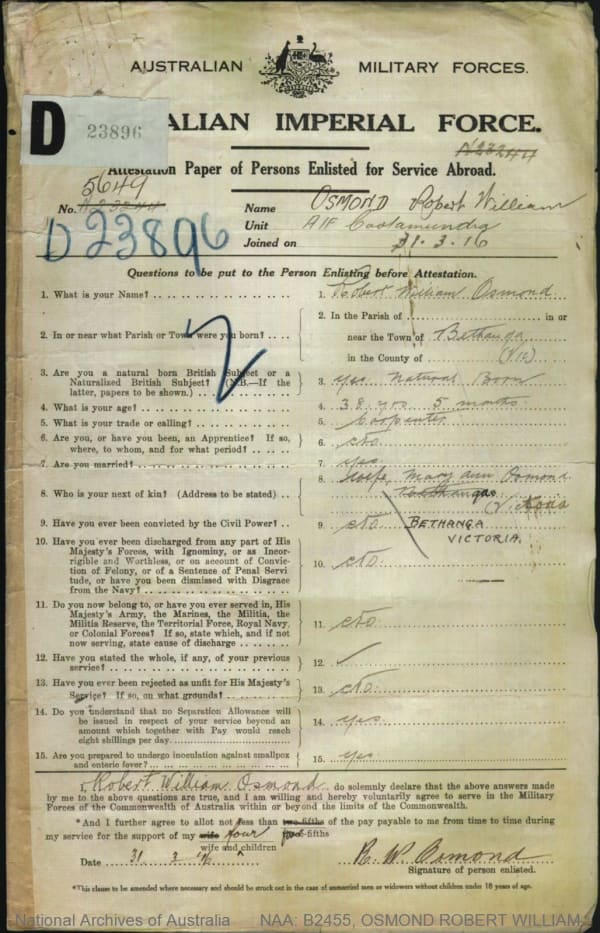 AUSTRALIAN MILITARY FORCES.
D 23896
ALIAN IMPERIAL FORCE.
N23244
Attestation Paper of Persons Enlisted for Service Abroad.
5649
No. N23244
D23896
Name OSMOND Robert William
Unit AIF Cootamundra
Joined on 31.3.16
Questions to be put to the Person Enlisting before Attestation.
1. What is your Name? 1. Robert William Osmond
2. In or near what Parish or Town were you born? 2. In the Parish of in or
near the Town of Bethanga
in the County of (Vic)
3. Are you a natural born British Subject or a
Naturalized British Subject? (N.B.—If the
latter, papers to be shown.) 3. Yes Natural Born
4. What is your age? 4. 38 yrs 5 months
5. What is your trade or calling? 5. Carpenter
6. Are you, or have you been, an Apprentice? If so,
where, to whom, and for what period? 6. No
7. Are you married? 7. Yes
8. Who is your next of kin? (Address to be stated) 8. Wife, Mary Ann Osmond
BETHANGA
VICTORIA.
9. Have you ever been convicted by the Civil Power? 9. No
10. Have you ever been discharged from any part of His
Majesty's Forces, with Ignominy, or as Incor-
rigible and Worthless, or on account of Convic-
tion of Felony, or of a Sentence of Penal Servi-
tude, or have you been dismissed with Disgrace
from the Navy? 10. No
11. Do you now belong to, or have you ever served in, His
Majesty's Army, the Marines, the Militia, the
Militia Reserve, the Territorial Force, Royal Navy,
or Colonial Forces? If so, state which, and if not
now serving, state cause of discharge 11. No
12. Have you stated the whole, if any, of your previous
service? 12. ✓
13. Have you ever been rejected as unfit for His Majesty's
Service? If so, on what grounds? 13. No
14. Do you understand that no Separation Allowance will
be issued in respect of your service beyond an
amount which together with Pay would reach
eight shillings per day. 14. Yes
15. Are you prepared to undergo inoculation against smallpox
and enteric fever? 15. Yes
I, Robert William Osmond do solemnly declare that the above answers made
by me to the above questions are true, and I am willing and hereby voluntarily agree to serve in the Military
Forces of the Commonwealth of Australia within or beyond the limits of the Commonwealth.
*And I further agree to allot not less than two-fifths of the pay payable to me from time to time during
my service for the support of my wife four -fifths
wife and children
Date 31 3 16 R. W. Osmond
Signature of person enlisted.
*This clause to be amended where necessary and should be struck out in the case of unmarried men or widowers without children under 18 years of age.
National Archives of Australia NAA: B2455, OSMOND ROBERT WILLIAM